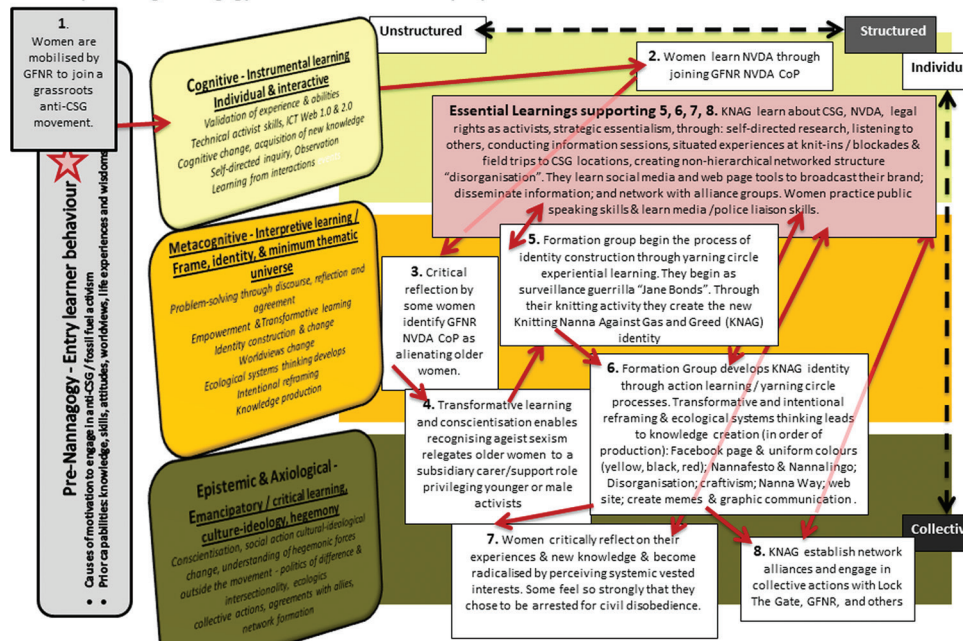 1.
Women are
mobilised by
GFNR to join a
grassroots
anti-CSG
movement.
Pre-Nannagogy - Entry learner behaviour
• Causes of motivation to engage in anti-CSG / fossil fuel activism
• Prior capabilities: knowledge, skills, attitudes, worldviews, life experiences and wisdom
Cognitive - Instrumental learning
Individual & interactive
Validation of experience & abilities
Technical activist skills, ICT Web 1.0 & 2.0
Cognitive change, acquisition of new knowledge
Self-directed inquiry, Observation
Learning from interactions
Metacognitive - Interpretive learning /
Frame, identity, & minimum thematic
universe
Problem-solving through discourse, reflection and
agreement
Empowerment &Transformative learning
Identity construction & change
Worldviews change
Ecological systems thinking develops
Intentional reframing
Knowledge production
Epistemic & Axiological -
Emancipatory / critical learning,
culture-ideology, hegemony
Conscientisation, social action cultural-ideological
change, understanding of hegemonic forces
outside the movement - politics of difference &
intersectionality, ecologics
collective actions, agreements with allies,
network formation
Unstructured
Structured
Individu
Collective
2. Women learn NVDA through
joining GFNR NVDA CoP
Essential Learnings supporting 5, 6, 7, 8. KNAG learn about CSG, NVDA, legal
rights as activists, strategic essentialism, through: self-directed research, listening to
others, conducting information sessions, situated experiences at knit-ins / blockades &
field trips to CSG locations, creating non-hierarchical networked structure
“disorganisation”. They learn social media and web page tools to broadcast their brand;
disseminate information; and network with alliance groups. Women practice public
speaking skills & learn media /police liaison skills.
3. Critical
reflection by
some women
identify GFNR
NVDA CoP as
alienating older
women.
4. Transformative learning
and conscientisation enables
recognising ageist sexism
relegates older women to a
subsidiary carer/support role
privileging younger or male
activists
5. Formation group begin the process of
identity construction through yarning circle
experiential learning. They begin as
surveillance guerrilla “Jane Bonds”. Through
their knitting activity they create the new
Knitting Nanna Against Gas and Greed (KNAG)
identity
6. Formation Group develops KNAG identity
through action learning / yarning circle
processes. Transformative and intentional
reframing & ecological systems thinking leads
to knowledge creation (in order of
production): Facebook page & uniform colours
(yellow, black, red); Nannafesto & Nannalingo;
Disorganisation; craftivism; Nanna Way; web
site; create memes & graphic communication .
7. Women critically reflect on their
experiences & new knowledge & become
radicalised by perceiving systemic vested
interests. Some feel so strongly that they
chose to be arrested for civil disobedience.
8. KNAG establish network
alliances and engage in
collective actions with Lock
The Gate, GFNR, and others